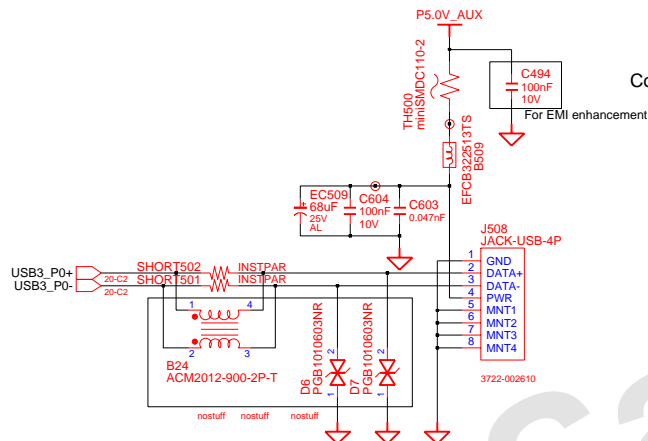 P5.0V_AUX
TH500
miniSMDC110-2
C494
100nF
10V
Co
For EMI enhancement
EFCB322513TS
B509
EC509
68uF
25V
AL
C604
100nF
10V
C603
0.047nF
J508
JACK-USB-4P
1 GND
2 DATA+
3 DATA-
4 PWR
5 MNT1
6 MNT2
7 MNT3
8 MNT4
3722-002610
USB3_P0+
20-C2
SHORT502
INSTPAR
USB3_P0-
20-C2
SHORT501
INSTPAR
1
4
2
3
B24
ACM2012-900-2P-T
D6
PGB1010603NR
2
1
D7
PGB1010603NR
2
1
nostuff
nostuff
nostuff